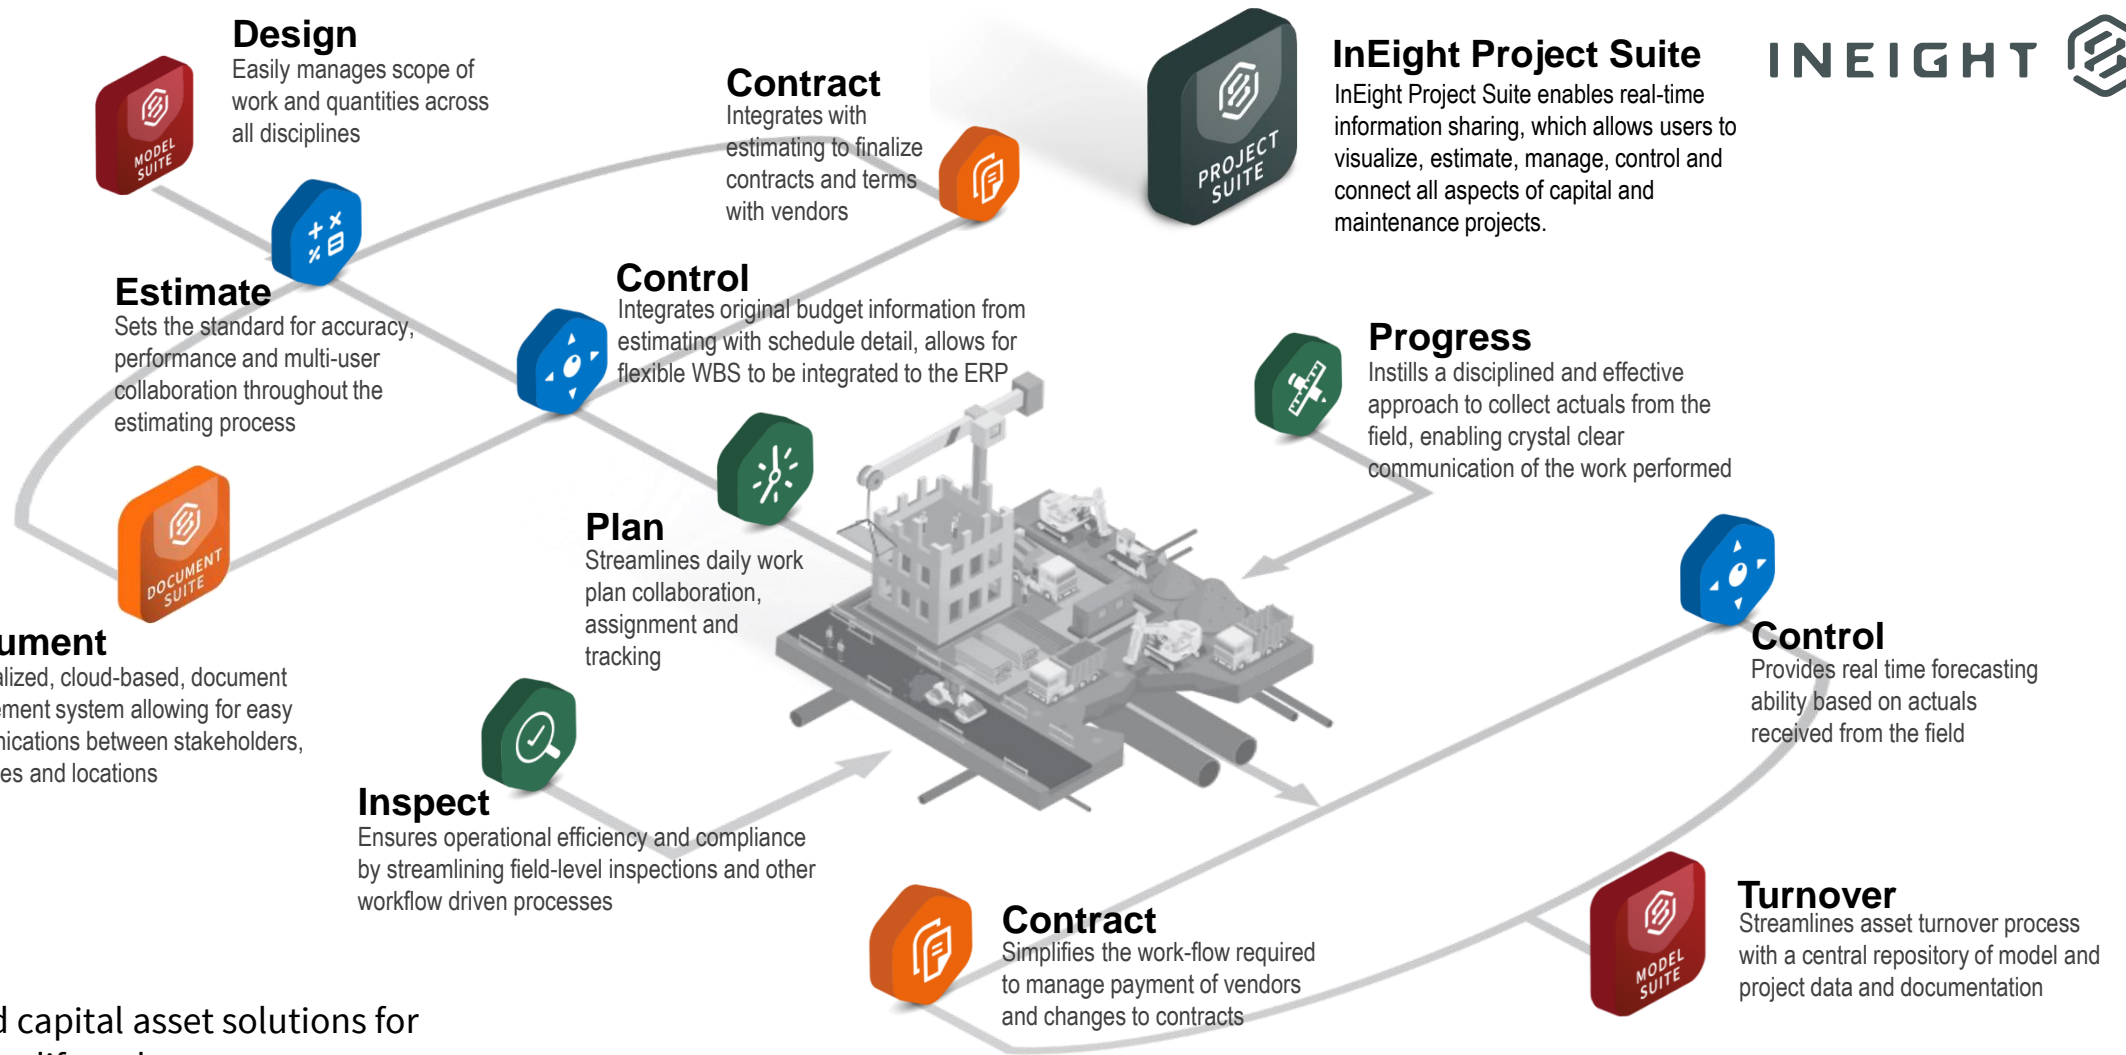 Design
Easily manages scope of
work and quantities across
all disciplines
MODEL
SUITE
Contract
Integrates with
estimating to finalize
contracts and terms
with vendors
PROJECT
SUITE
InEight Project Suite
InEight Project Suite enables real-time
information sharing, which allows users to
visualize, estimate, manage, control and
connect all aspects of capital and
maintenance projects.
INEIGHT
Estimate
Sets the standard for accuracy,
performance and multi-user
collaboration throughout the
estimating process
Control
Integrates original budget information from
estimating with schedule detail, allows for
flexible WBS to be integrated to the ERP
Progress
Instills a disciplined and effective
approach to collect actuals from the
field, enabling crystal clear
communication of the work performed
DOCUMENT
SUITE
ument
alized, cloud-based, document
ement system allowing for easy
nications between stakeholders,
es and locations
Plan
Streamlines daily work
plan collaboration,
assignment and
tracking
Control
Provides real time forecasting
ability based on actuals
received from the field
Inspect
Ensures operational efficiency and compliance
by streamlining field-level inspections and other
workflow driven processes
Contract
Simplifies the work-flow required
to manage payment of vendors
and changes to contracts
MODEL
SUITE
Turnover
Streamlines asset turnover process
with a central repository of model and
project data and documentation
d capital asset solutions for